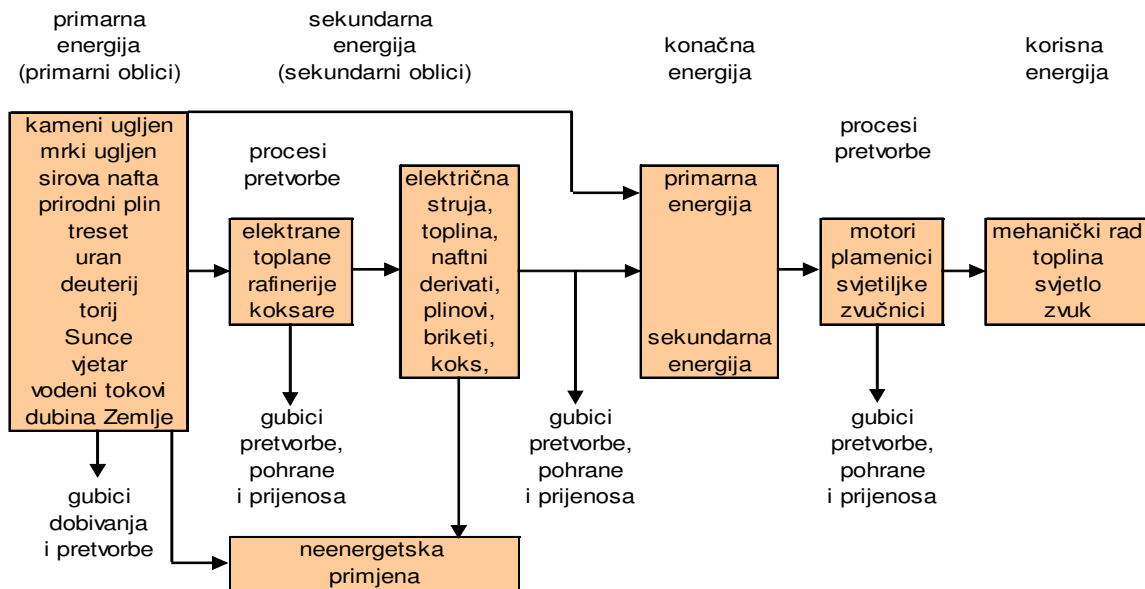 primarna
energija
(primarni oblici)
sekundarna
energija
(sekundarni oblici)
konačna
energija
korisna
energija
kameni ugljen
mrki ugljen
sirova nafta
prirodni plin
treset
uran
deuterij
torij
Sunce
vjetar
vodeni tokovi
dubina Zemlje
procesi
pretvorbe
elektrane
toplane
rafinerije
koksare
električna
struja,
toplina,
naftni
derivati,
plinovi,
briketi,
koks,
primarna
energija
sekundarna
energija
procesi
pretvorbe
motori
plamenici
svjetiljke
zvučnici
mehanički rad
toplina
svjetlo
zvuk
gubici
dobivanja
i pretvorbe
gubici
pretvorbe,
pohrane
i prijenosa
gubici
pretvorbe,
pohrane
i prijenosa
gubici
pretvorbe,
pohrane
i prijenosa
neenergetska
primjena